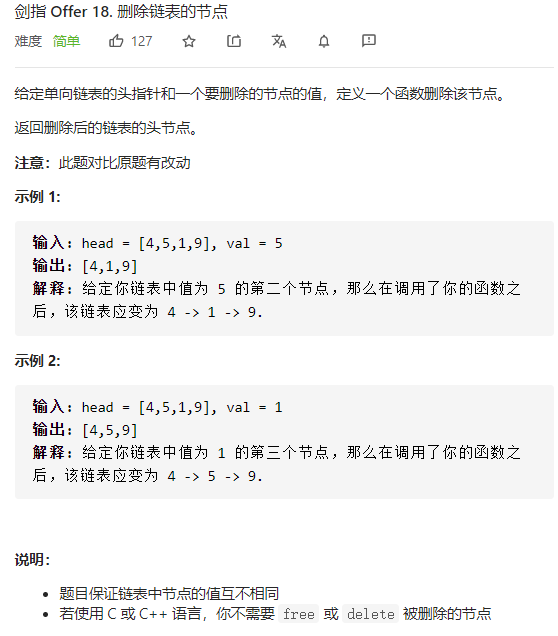 剑指 Offer 18. 删除链表的节点
难度 简单 127
给定单向链表的头指针和一个要删除的节点的值，定义一个函数删除该节点。
返回删除后的链表的头节点。
注意：此题对比原题有改动
示例 1:
输入: head = [4,5,1,9], val = 5
输出: [4,1,9]
解释: 给定你链表中值为 5 的第二个节点，那么在调用了你的函数之
后，该链表应变为 4 -> 1 -> 9.
示例 2:
输入: head = [4,5,1,9], val = 1
输出: [4,5,9]
解释: 给定你链表中值为 1 的第三个节点，那么在调用了你的函数之
后，该链表应变为 4 -> 5 -> 9.
说明：
• 题目保证链表中节点的值互不相同
• 若使用 C 或 C++ 语言，你不需要 free 或 delete 被删除的节点